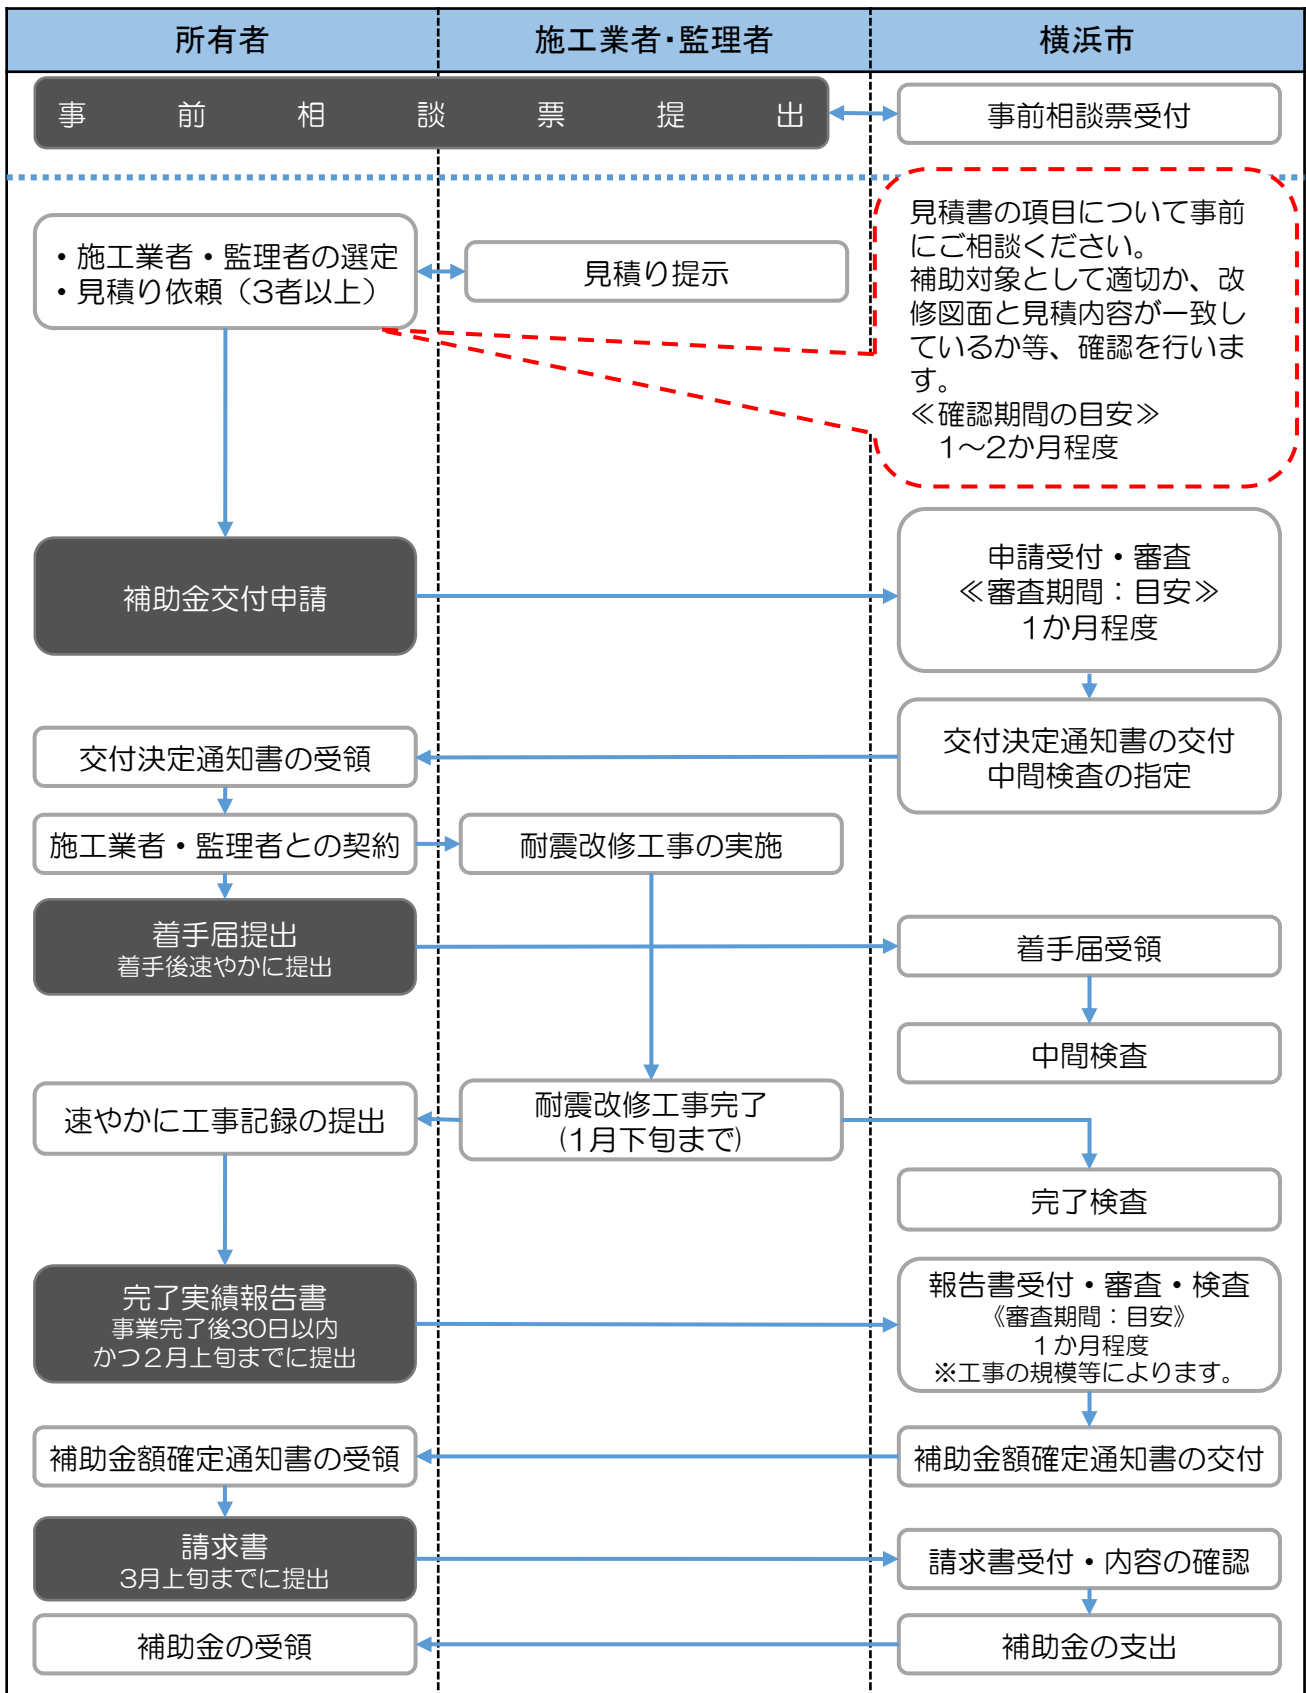 所有者
施工業者・監理者
横浜市
事前相談票提出
事前相談票受付
・施工業者・監理者の選定
・見積り依頼（3者以上）
見積り提示
見積書の項目について事前
にご相談ください。
補助対象として適切か、改
修図面と見積内容が一致し
ているか等、確認を行いま
す。
≪確認期間の目安≫
1～2か月程度
補助金交付申請
申請受付・審査
≪審査期間：目安≫
1か月程度
交付決定通知書の受領
交付決定通知書の交付
中間検査の指定
施工業者・監理者との契約
耐震改修工事の実施
着手届提出
着手後速やかに提出
着手届受領
中間検査
速やかに工事記録の提出
耐震改修工事完了
(1月下旬まで)
完了検査
完了実績報告書
事業完了後30日以内
かつ２月上旬までに提出
報告書受付・審査・検査
《審査期間：目安》
１か月程度
※工事の規模等によります。
補助金額確定通知書の受領
補助金額確定通知書の交付
請求書
3月上旬までに提出
請求書受付・内容の確認
補助金の受領
補助金の支出